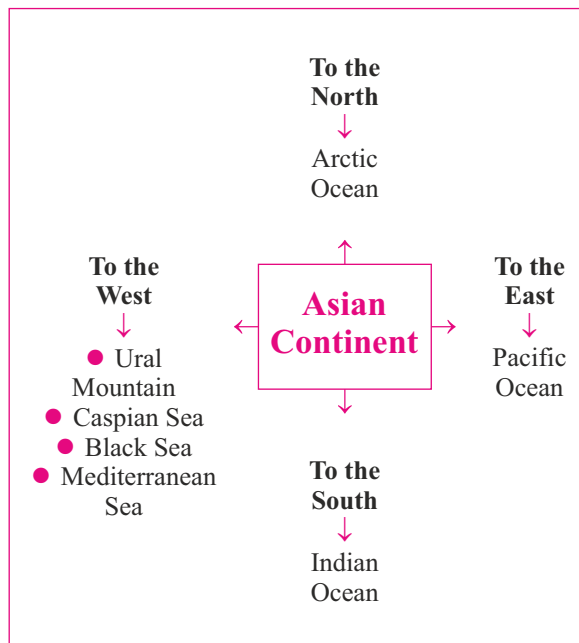 To the
North
↓
Arctic
Ocean
To the
West
↓
● Ural
Mountain
● Caspian Sea
● Black Sea
● Mediterranean
Sea
Asian
Continent
To the
East
↓
Pacific
Ocean
To the
South
↓
Indian
Ocean